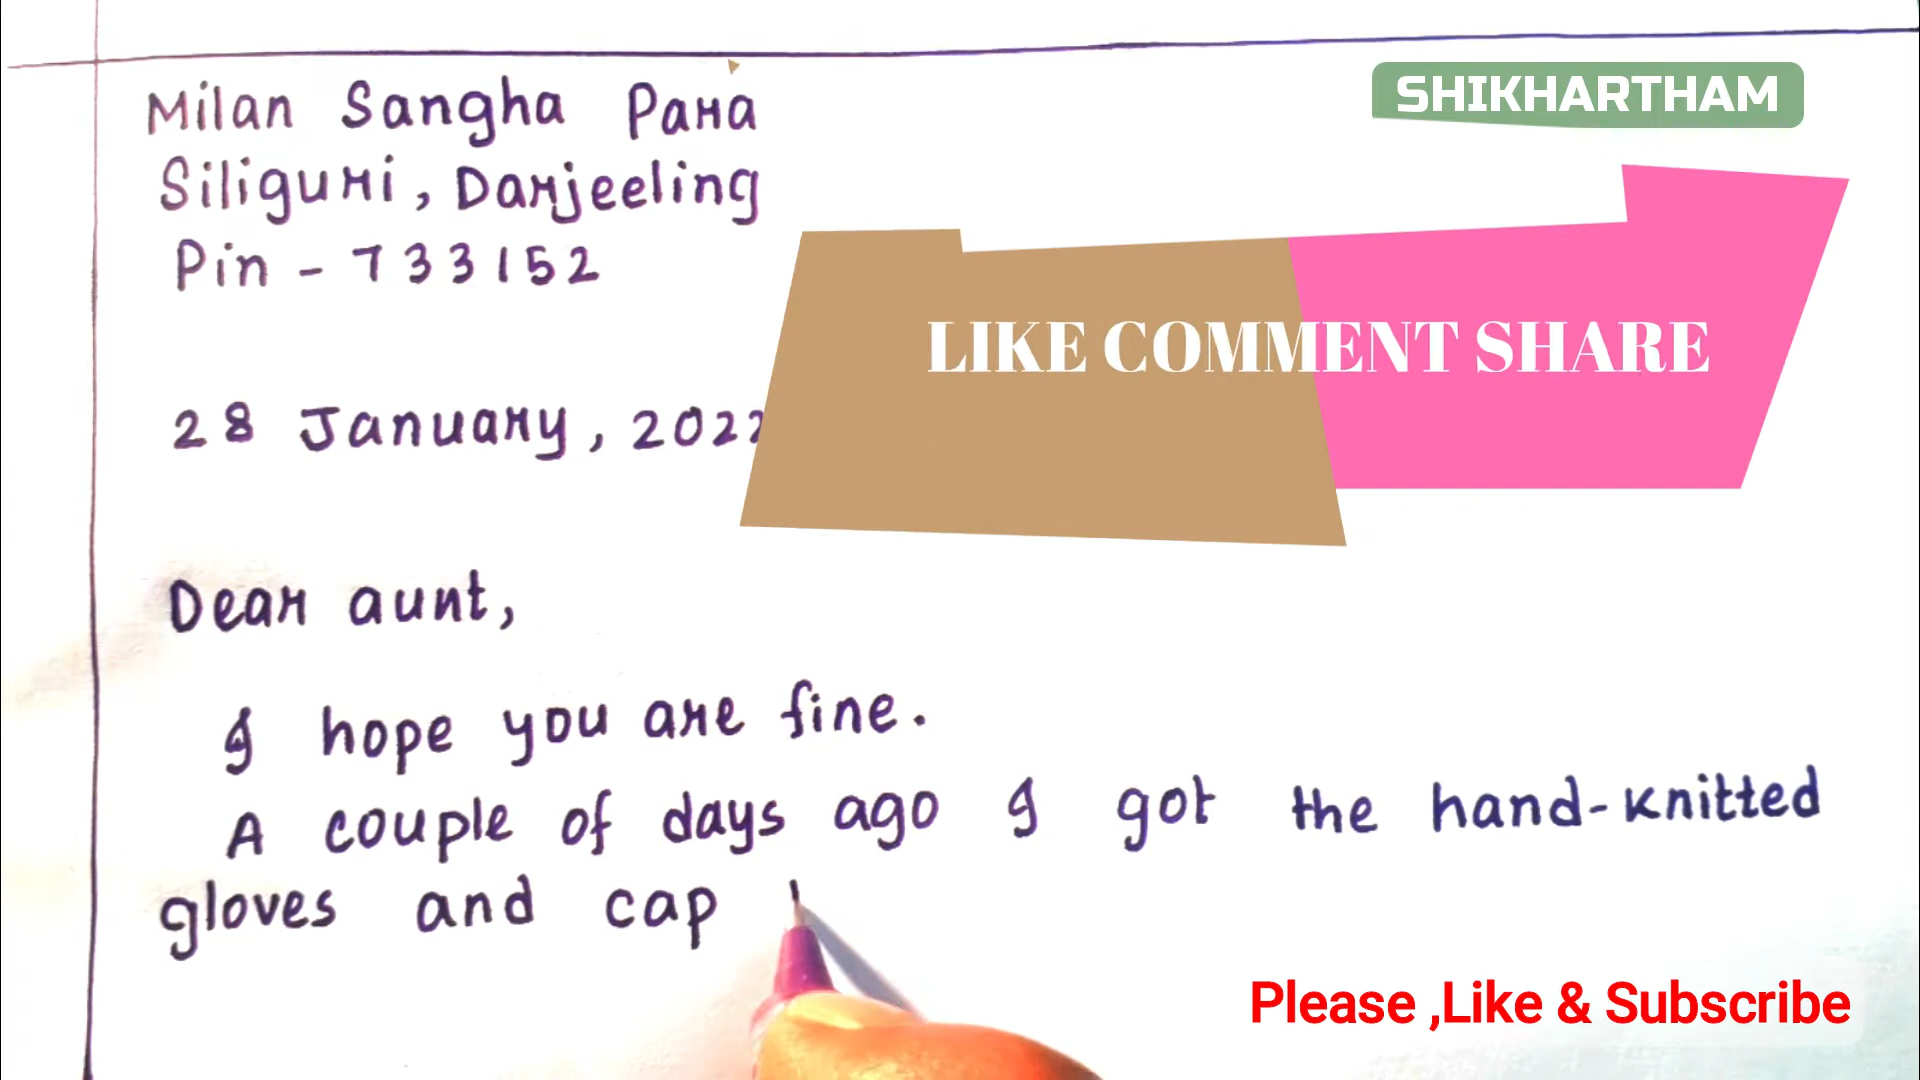 Milan Sangha Para
SHIKHARTHAM
Siliguri, Darjeeling
Pin - 733152
LIKE COMMENT SHARE
28 January, 2022
Dear aunt,
I hope you are fine.
A couple of days ago I got the hand-knitted
gloves and cap
Please ,Like & Subscribe